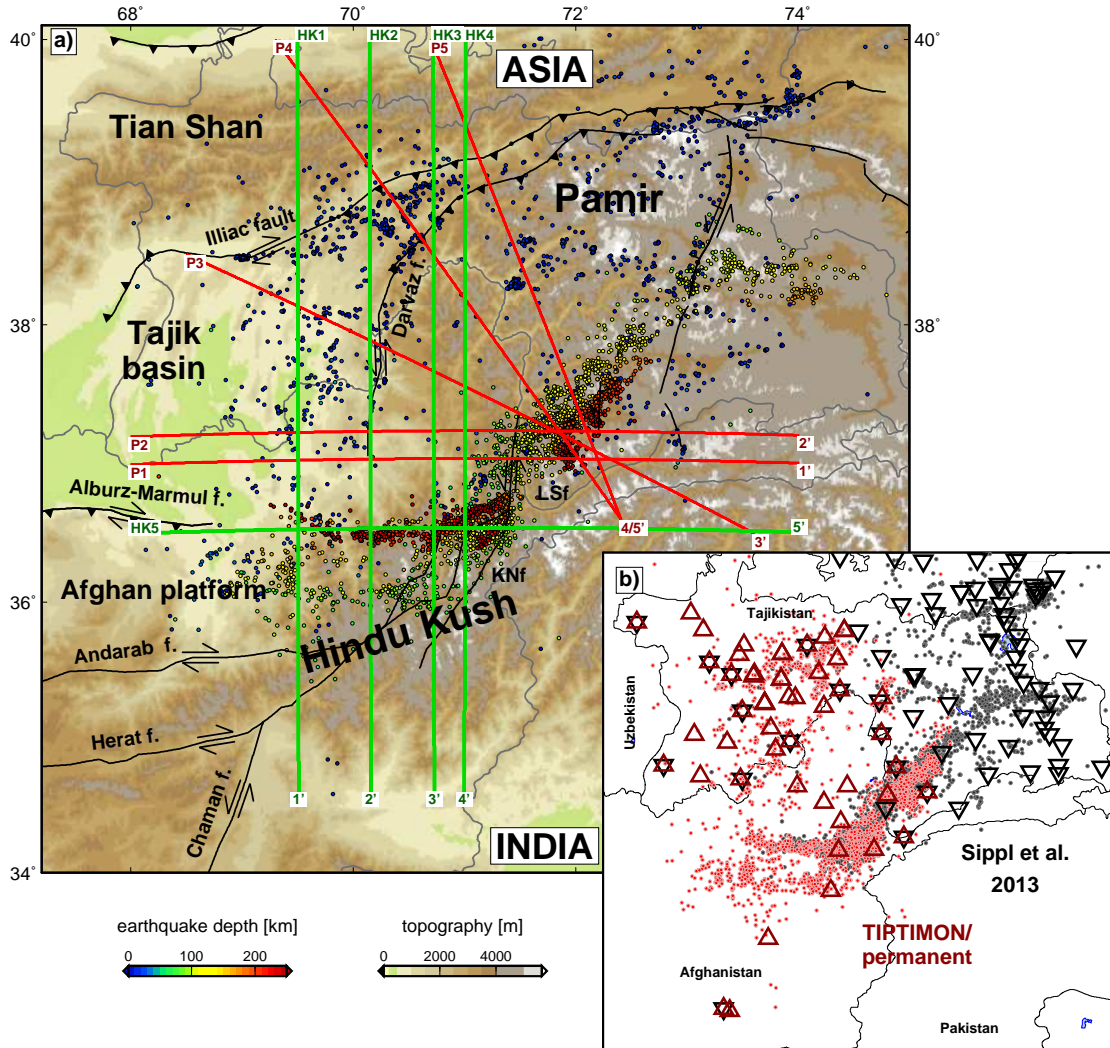 68˚ 70˚ 72˚ 74˚
40˚ 40˚
a)
P4 HK1 HK2 HK3 HK4
P5
ASIA
Tian Shan
Pamir
Illiac fault
P3
Darvaz f.
38˚ 38˚
Tajik
basin
P2 2'
P1 1'
Alburz-Marmul f.
LSf
HK5 4/5' 5'
3'
KNf
Afghan platform
36˚
Hindu Kush
Andarab f.
Herat f.
Chaman f.
1' 2' 3' 4'
INDIA
34˚
earthquake depth [km]
0 100 200
topography [m]
0 2000 4000
b)
Tajikistan
Uzbekistan
Sippl et al.
2013
TIPTIMON/
permanent
Afghanistan
Pakistan